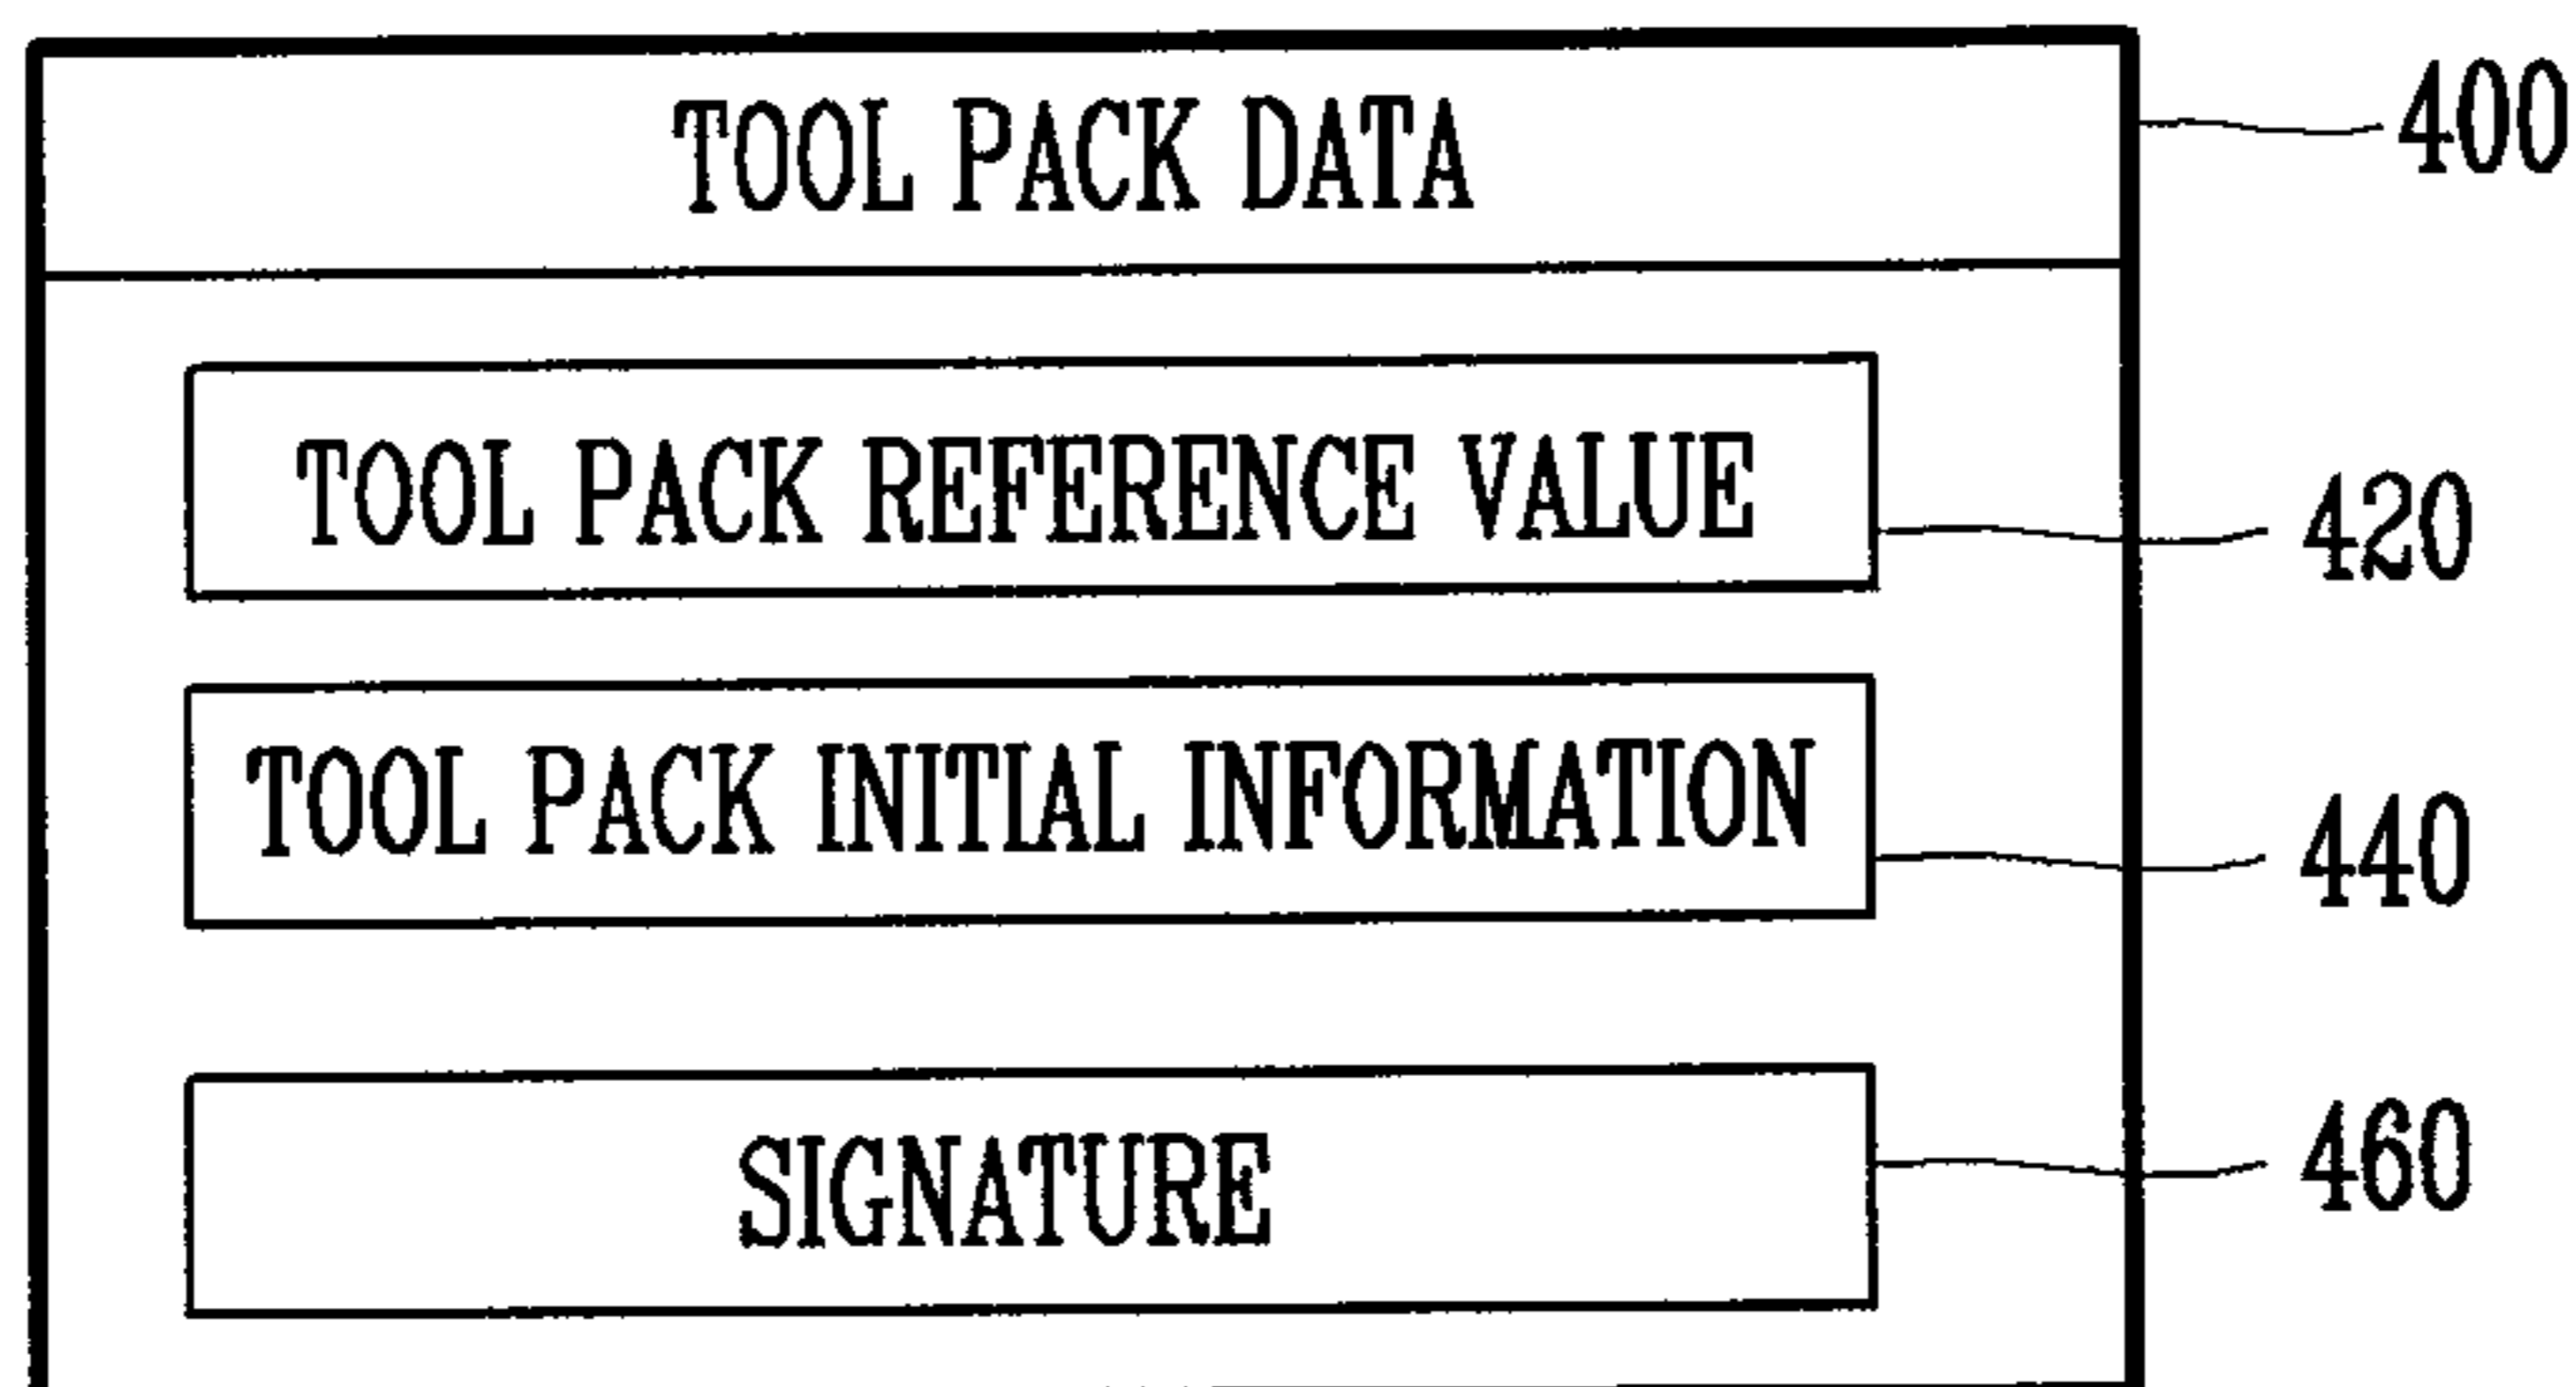 TOOL PACK DATA 400
TOOL PACK REFERENCE VALUE 420
TOOL PACK INITIAL INFORMATION 440
SIGNATURE 460